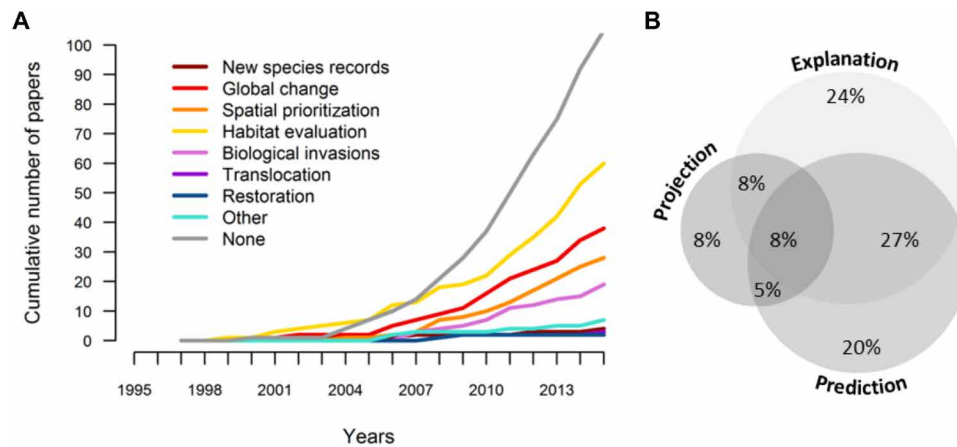 A
Cumulative number of papers
100
90
80
70
60
50
40
30
20
10
0
New species records
Global change
Spatial prioritization
Habitat evaluation
Biological invasions
Translocation
Restoration
Other
None
1995 1998 2001 2004 2007 2010 2013
Years
B
Explanation
24%
Projection
8%
8% 8% 27%
5%
20%
Prediction